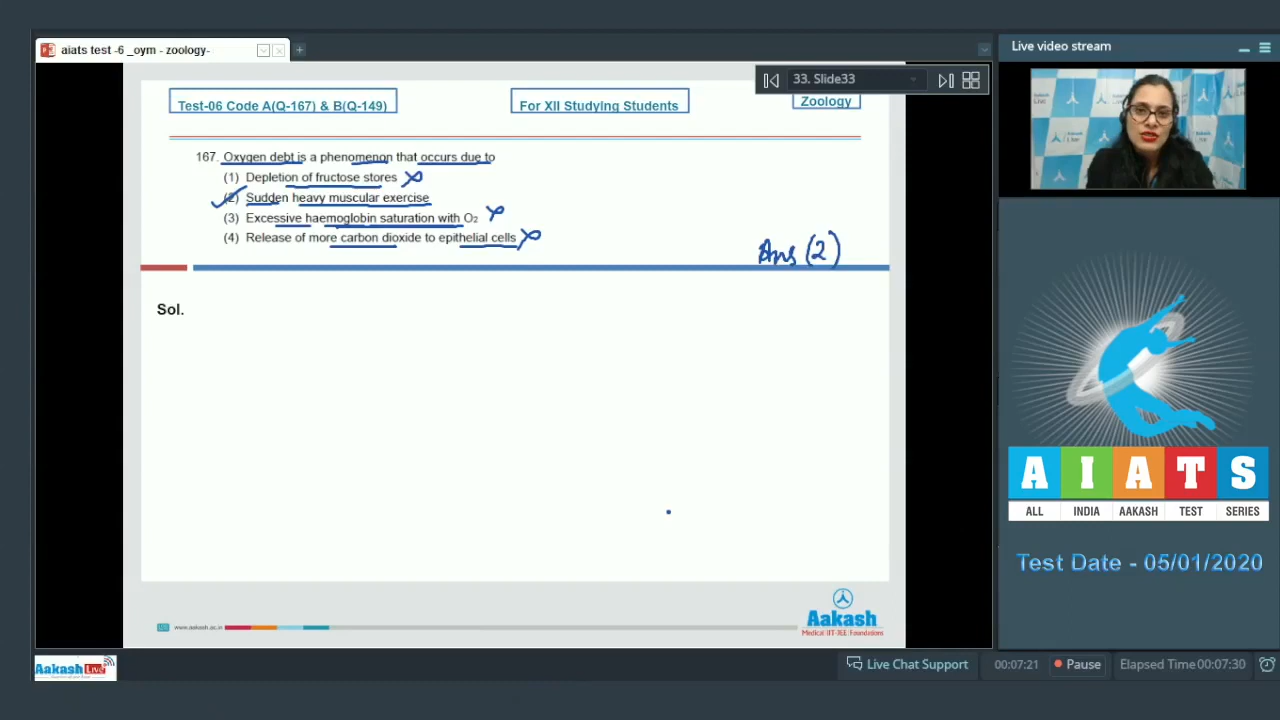 aiats test -6 _oym - zoology-
Live video stream
33. Slide33
Test-06 Code A(Q-167) & B(Q-149)
For XII Studying Students
Zoology
167. Oxygen debt is a phenomenon that occurs due to
(1) Depletion of fructose stores
(2) Sudden heavy muscular exercise
(3) Excessive haemoglobin saturation with O₂
(4) Release of more carbon dioxide to epithelial cells
Ans (2)
Sol.
A I A T S
ALL INDIA AAKASH TEST SERIES
Test Date - 05/01/2020
www.aakash.ac.in
Aakash
Medical|IIT-JEE|Foundations
Aakash Live
Live Chat Support
00:07:21
Pause
Elapsed Time 00:07:30